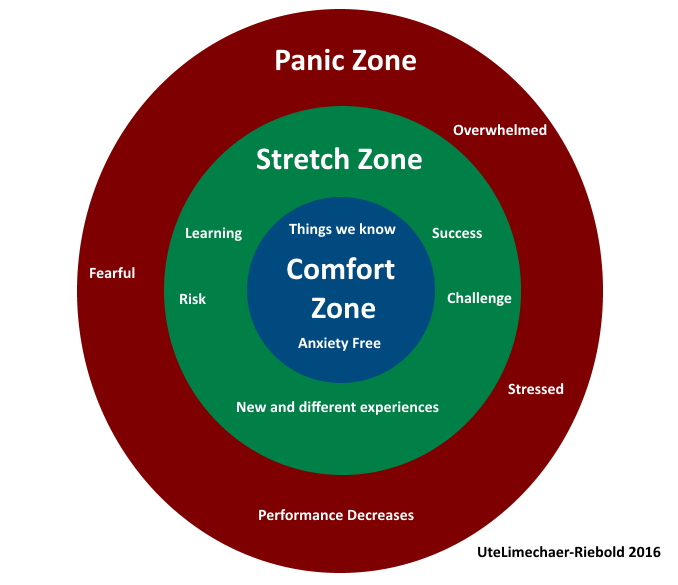 Panic Zone
Overwhelmed
Stretch Zone
Things we know
Learning
Success
Comfort
Zone
Fearful
Risk
Challenge
Anxiety Free
Stressed
New and different experiences
Performance Decreases
UteLimechaer-Riebold 2016